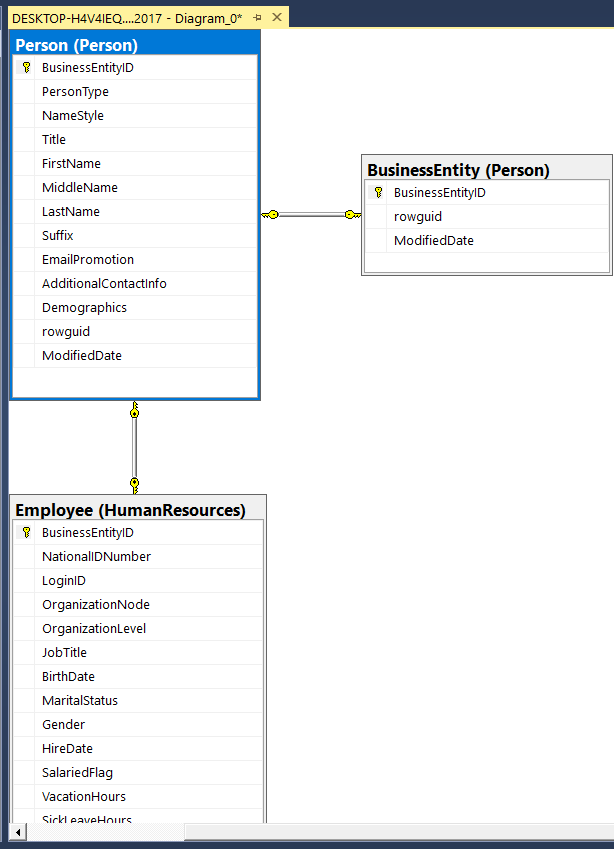 DESKTOP-H4V4IEQ....2017 - Diagram_0*
Person (Person)
BusinessEntityID
PersonType
NameStyle
Title
FirstName
MiddleName
LastName
Suffix
EmailPromotion
AdditionalContactInfo
Demographics
rowguid
ModifiedDate
BusinessEntity (Person)
BusinessEntityID
rowguid
ModifiedDate
Employee (HumanResources)
BusinessEntityID
NationalIDNumber
LoginID
OrganizationNode
OrganizationLevel
JobTitle
BirthDate
MaritalStatus
Gender
HireDate
SalariedFlag
VacationHours
SickLeaveHours